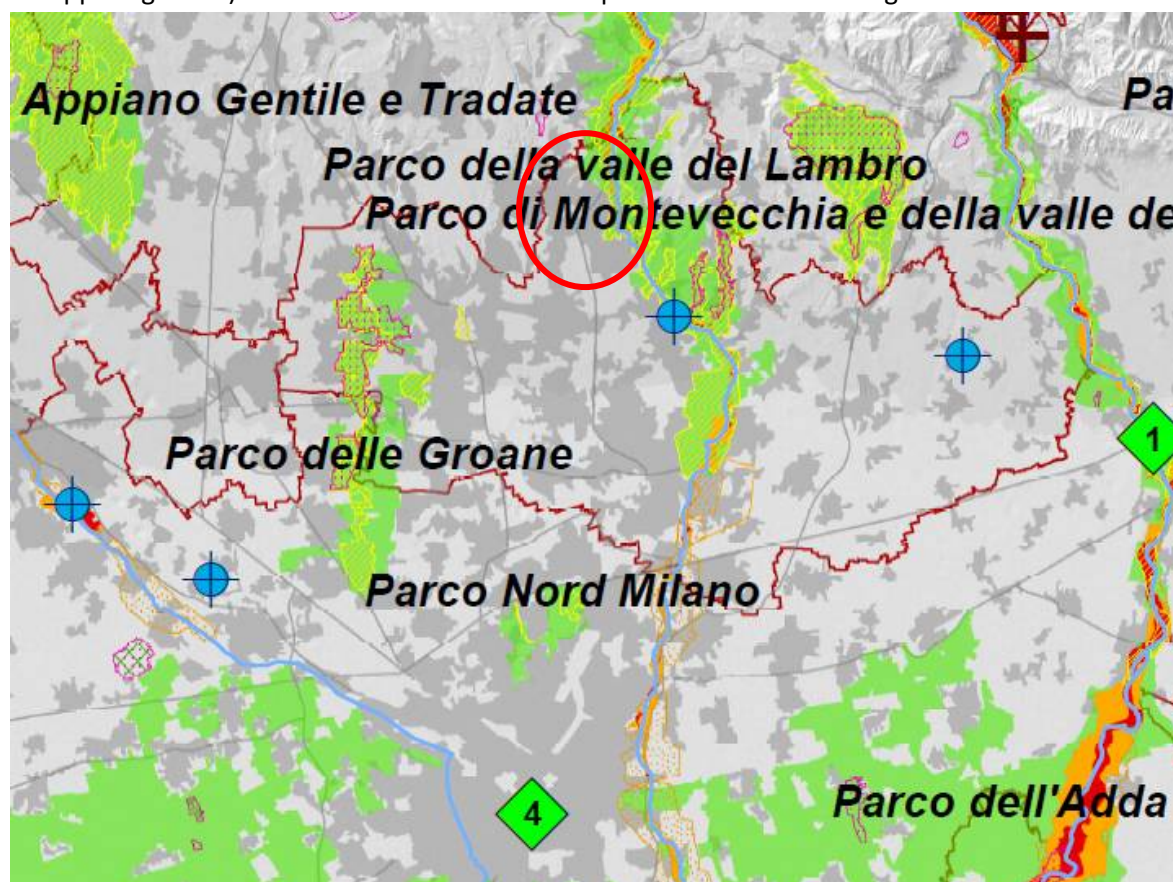 Appiano Gentile e Tradate
Pa
Parco della valle del Lambro
Parco di Montevecchia e della valle de
1
Parco delle Groane
Parco Nord Milano
4
Parco dell'Adda